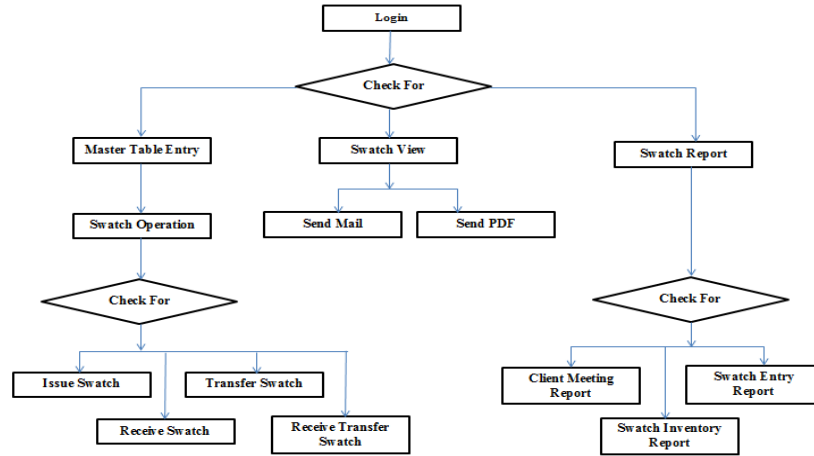 Login
Check For
Master Table Entry
Swatch View
Swatch Report
Swatch Operation
Send Mail
Send PDF
Check For
Check For
Issue Swatch
Transfer Swatch
Receive Swatch
Receive Transfer
Swatch
Client Meeting
Report
Swatch Entry
Report
Swatch Inventory
Report